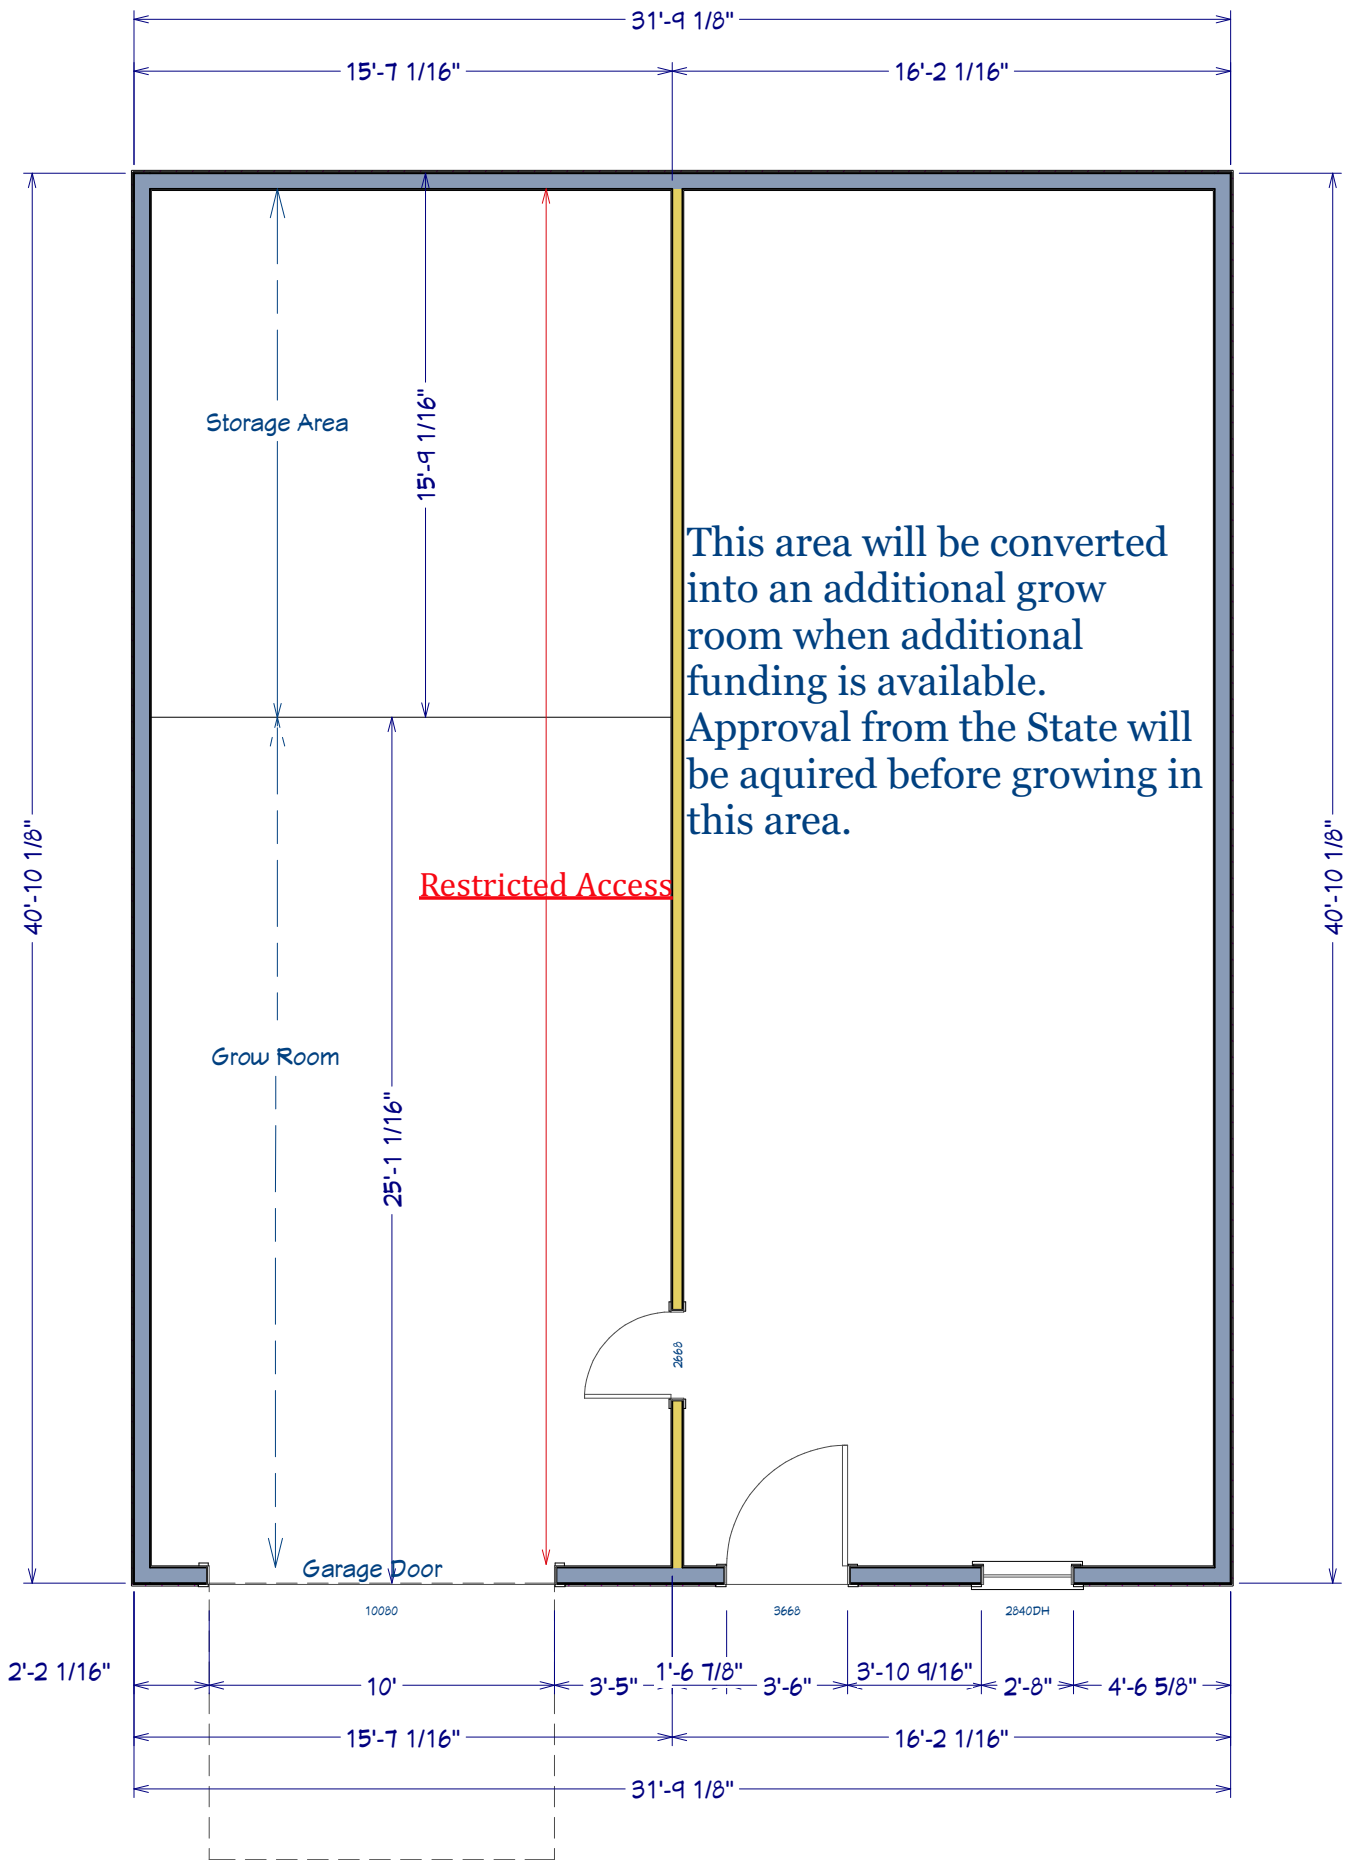 31'-9 1/8"
15'-7 1/16"
16'-2 1/16"
Storage Area
15'-9 1/16"
This area will be converted
into an additional grow
room when additional
funding is available.
Approval from the State will
be aquired before growing in
this area.
40'-10 1/8"
40'-10 1/8"
Restricted Access
Grow Room
25'-1 1/16"
2668
Garage Door
10080
3668
2840DH
2'-2 1/16"
10'
3'-5"
1'-6 7/8"
3'-6"
3'-10 9/16"
2'-8"
4'-6 5/8"
15'-7 1/16"
16'-2 1/16"
31'-9 1/8"